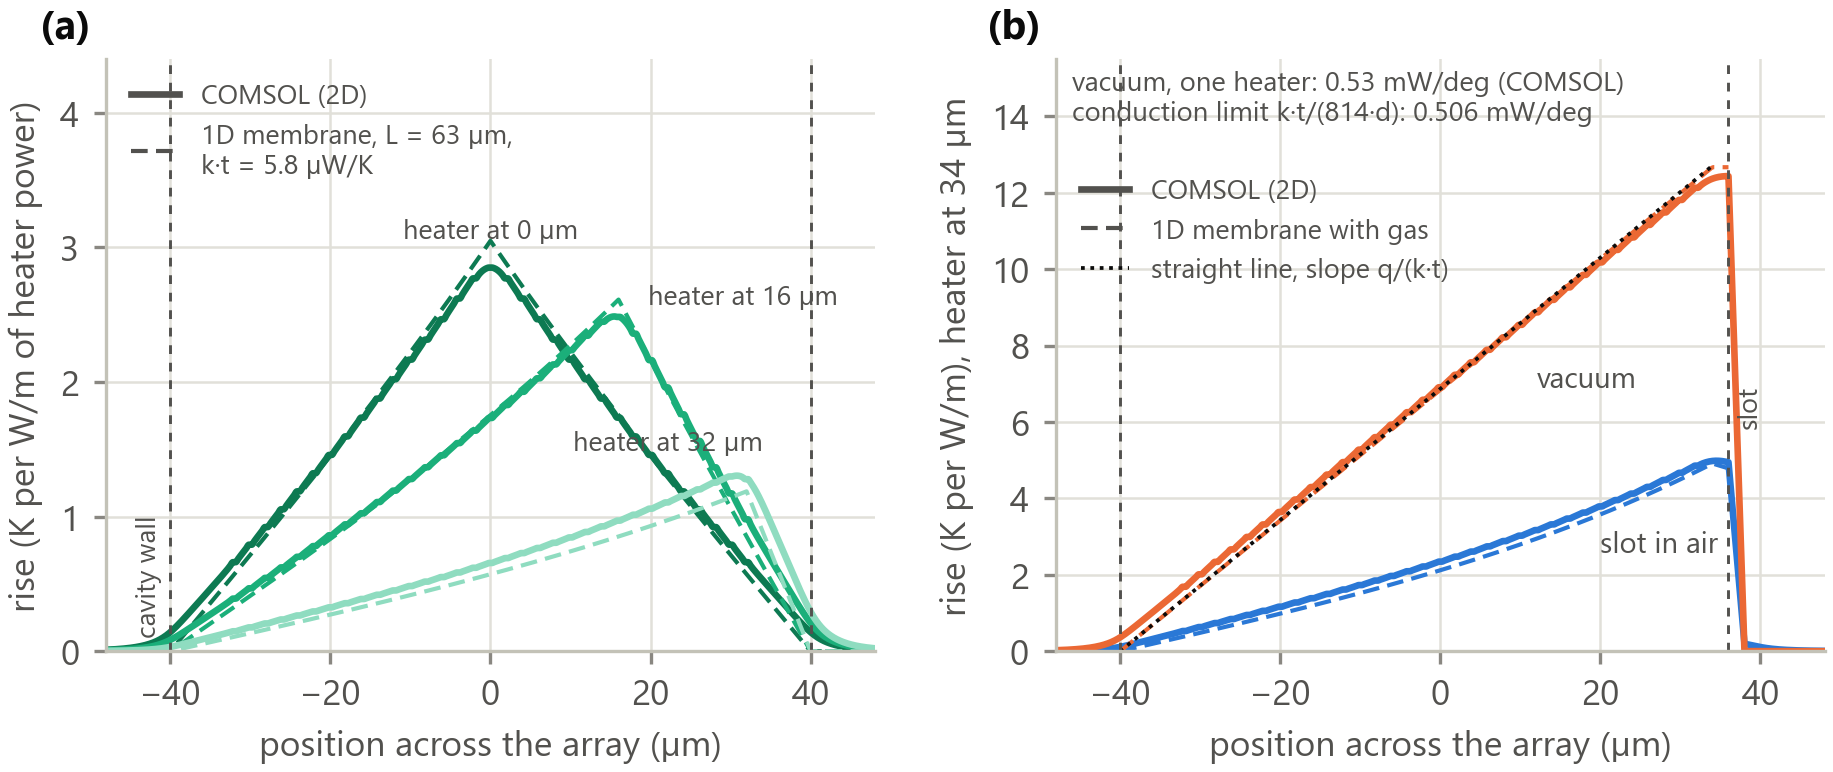 (a)
rise (K per W/m of heater power)
COMSOL (2D)
1D membrane, L = 63 µm,
k·t = 5.8 µW/K
heater at 0 µm
heater at 16 µm
heater at 32 µm
cavity wall
4
3
2
1
0
−40
−20
0
20
40
position across the array (µm)
(b)
rise (K per W/m), heater at 34 µm
vacuum, one heater: 0.53 mW/deg (COMSOL)
conduction limit k·t/(814·d): 0.506 mW/deg
COMSOL (2D)
1D membrane with gas
straight line, slope q/(k·t)
vacuum
slot
slot in air
14
12
10
8
6
4
2
0
−40
−20
0
20
40
position across the array (µm)